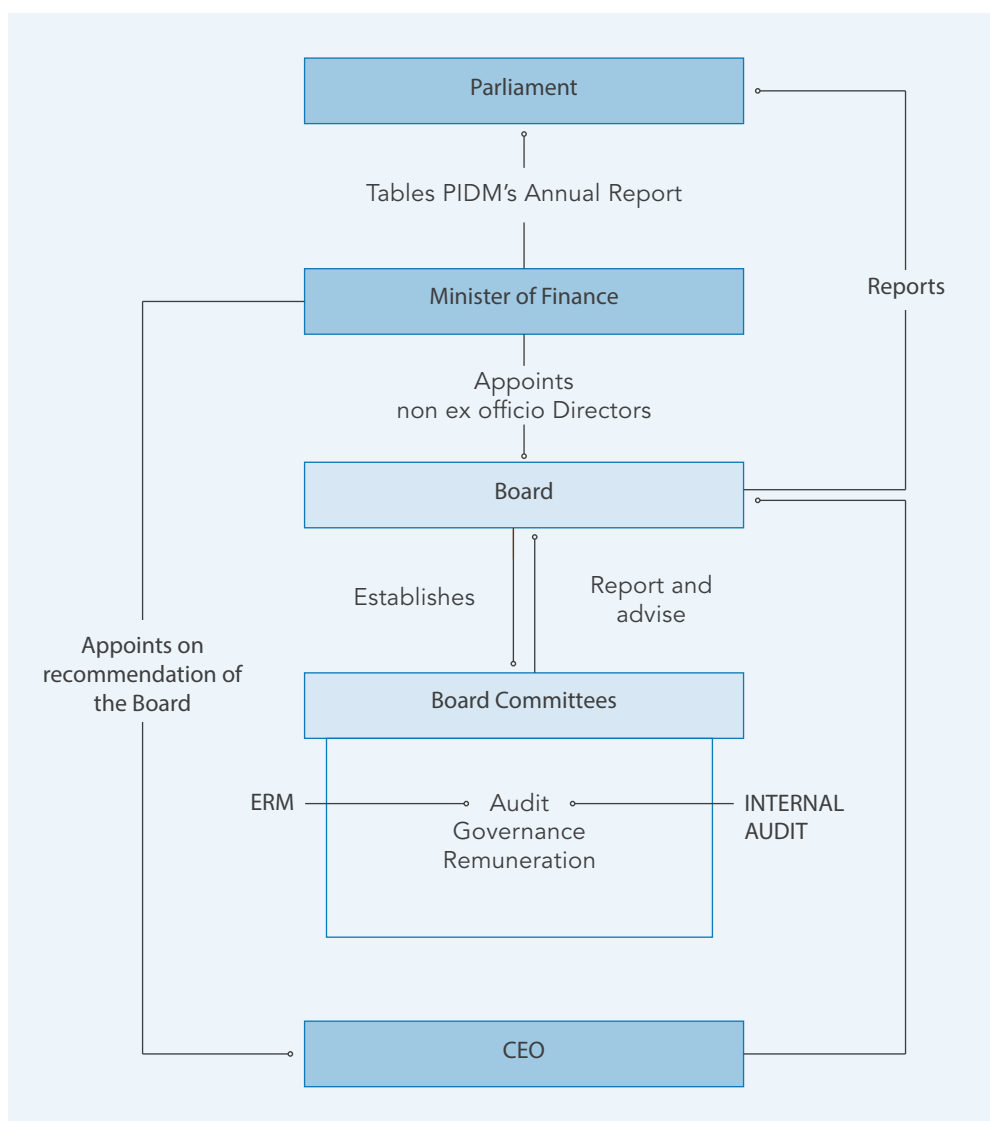 Parliament
Tables PIDM's Annual Report
Minister of Finance
Reports
Appoints
non ex officio Directors
Board
Establishes
Report and
advise
Appoints on
recommendation of
the Board
Board Committees
ERM
Audit
Governance
Remuneration
INTERNAL
AUDIT
CEO